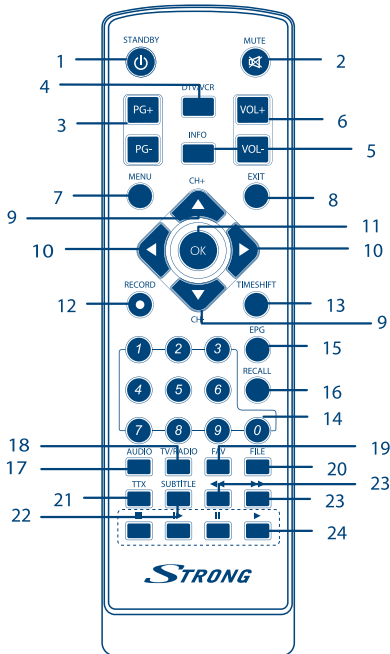 STANDBY MUTE
1 2
4 DTV/VCR
PG+ VOL+
3 6
INFO
PG- VOL-
5
MENU EXIT
7 8
CH+
9
11
10 OK 10
RECORD TIMESHIFT
12 13
CH-
9
EPG
1 2 3 15
RECALL
4 5 6 16
14
7 8 9 0
18 19
AUDIO TV/RADIO FAV FILE
17 20
TTX SUBTITLE
21 23
22 23
24
STRONG